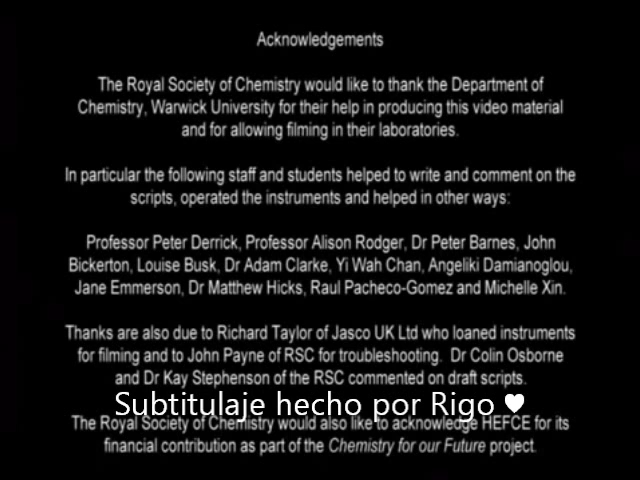 Acknowledgements
The Royal Society of Chemistry would like to thank the Department of
Chemistry, Warwick University for their help in producing this video material
and for allowing filming in their laboratories.
In particular the following staff and students helped to write and comment on the
scripts, operated the instruments and helped in other ways:
Professor Peter Derrick, Professor Alison Rodger, Dr Peter Barnes, John
Bickerton, Louise Busk, Dr Adam Clarke, Yi Wah Chan, Angeliki Damianoglou,
Jane Emmerson, Dr Matthew Hicks, Raul Pacheco-Gomez and Michelle Xin.
Thanks are also due to Richard Taylor of Jasco UK Ltd who loaned instruments
for filming and to John Payne of RSC for troubleshooting. Dr Colin Osborne
and Dr Kay Stephenson of the RSC commented on draft scripts.
Subtitulaje hecho por Rigo ♥
The Royal Society of Chemistry would also like to acknowledge HEFCE for its
financial contribution as part of the Chemistry for our Future project.